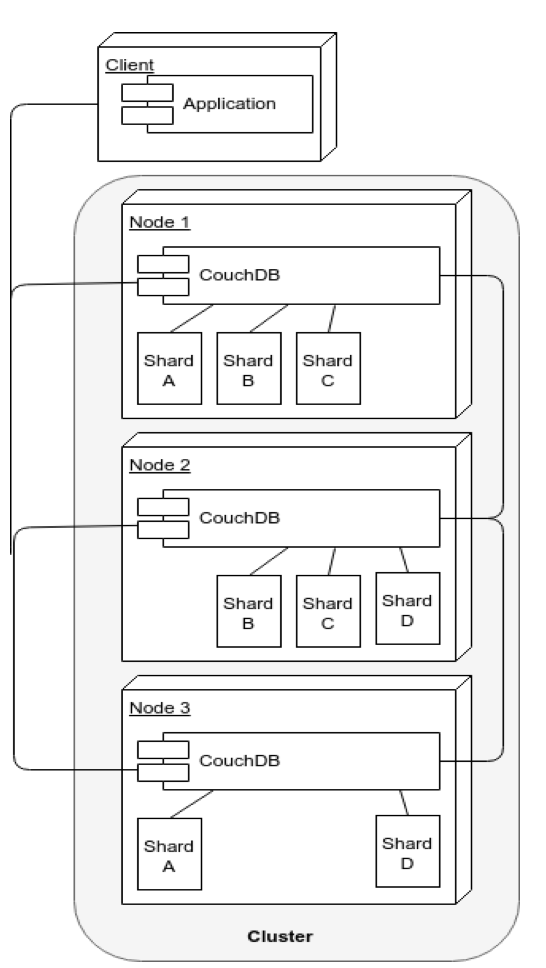 Client
Application
Node 1
CouchDB
Shard
A
Shard
B
Shard
C
Node 2
CouchDB
Shard
B
Shard
C
Shard
D
Node 3
CouchDB
Shard
A
Shard
D
Cluster